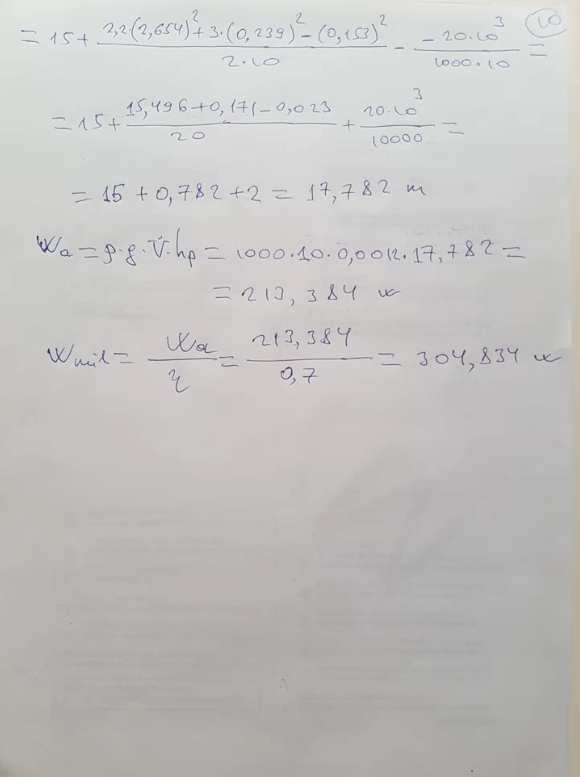 10
= 15 + 2,2·(2,654)² + 3·(0,239)² - (0,153)² / 2·10 - -20·10³ / 1000·10 =
= 15 + 15,496 + 0,171 - 0,023 / 20 + 20·10³ / 10000 =
= 15 + 0,782 + 2 = 17,782 m
Wa = ρ·g·V̇·hp = 1000·10·0,0012·17,782 =
= 213,384 w
Wmil = Wa / η = 213,384 / 0,7 = 304,834 w